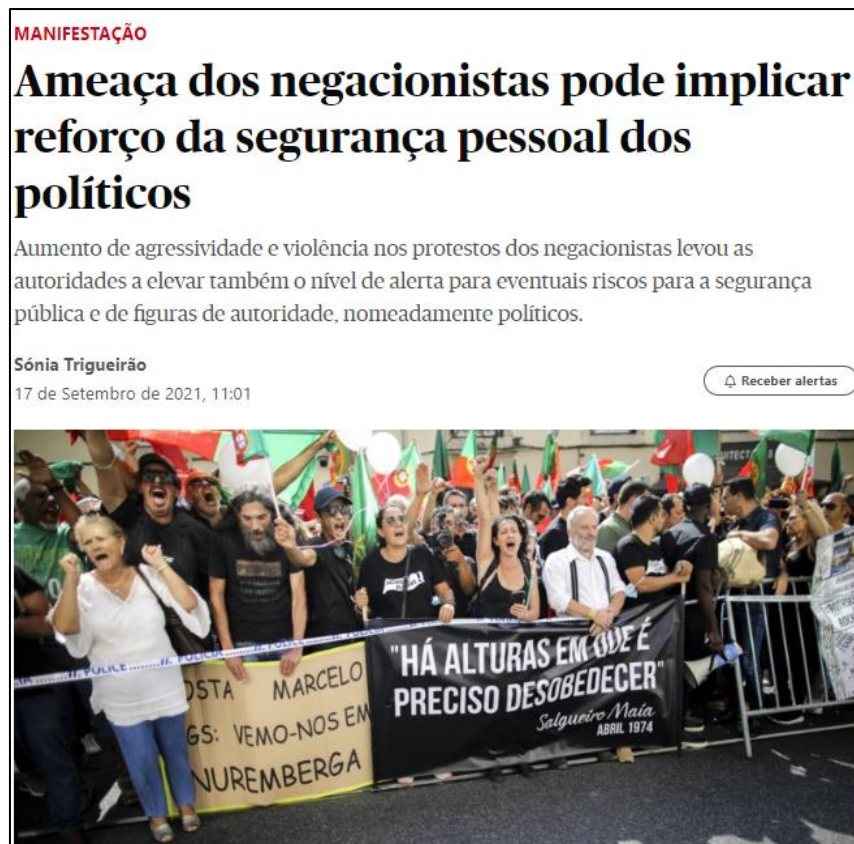 MANIFESTAÇÃO
Ameaça dos negacionistas pode implicar
reforço da segurança pessoal dos
políticos
Aumento de agressividade e violência nos protestos dos negacionistas levou as
autoridades a elevar também o nível de alerta para eventuais riscos para a segurança
pública e de figuras de autoridade, nomeadamente políticos.
Sónia Trigueirão
17 de Setembro de 2021, 11:01
Receber alertas
POLICE
OSTA MARCELO
GS: VEMO-NOS EM
NUREMBERGA
"HÁ ALTURAS EM QUE É
PRECISO DESOBEDECER"
Salgueiro Maia
ABRIL 1974